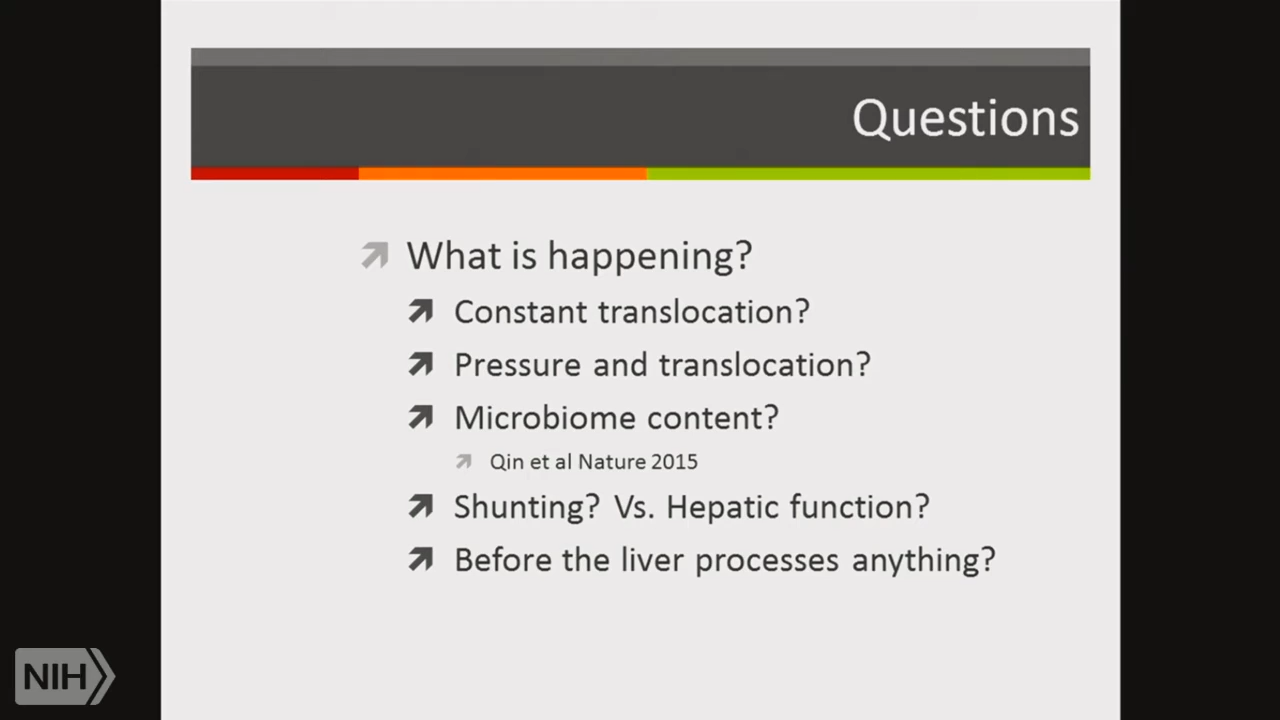 Questions
What is happening?
Constant translocation?
Pressure and translocation?
Microbiome content?
Qin et al Nature 2015
Shunting? Vs. Hepatic function?
Before the liver processes anything?
NIH